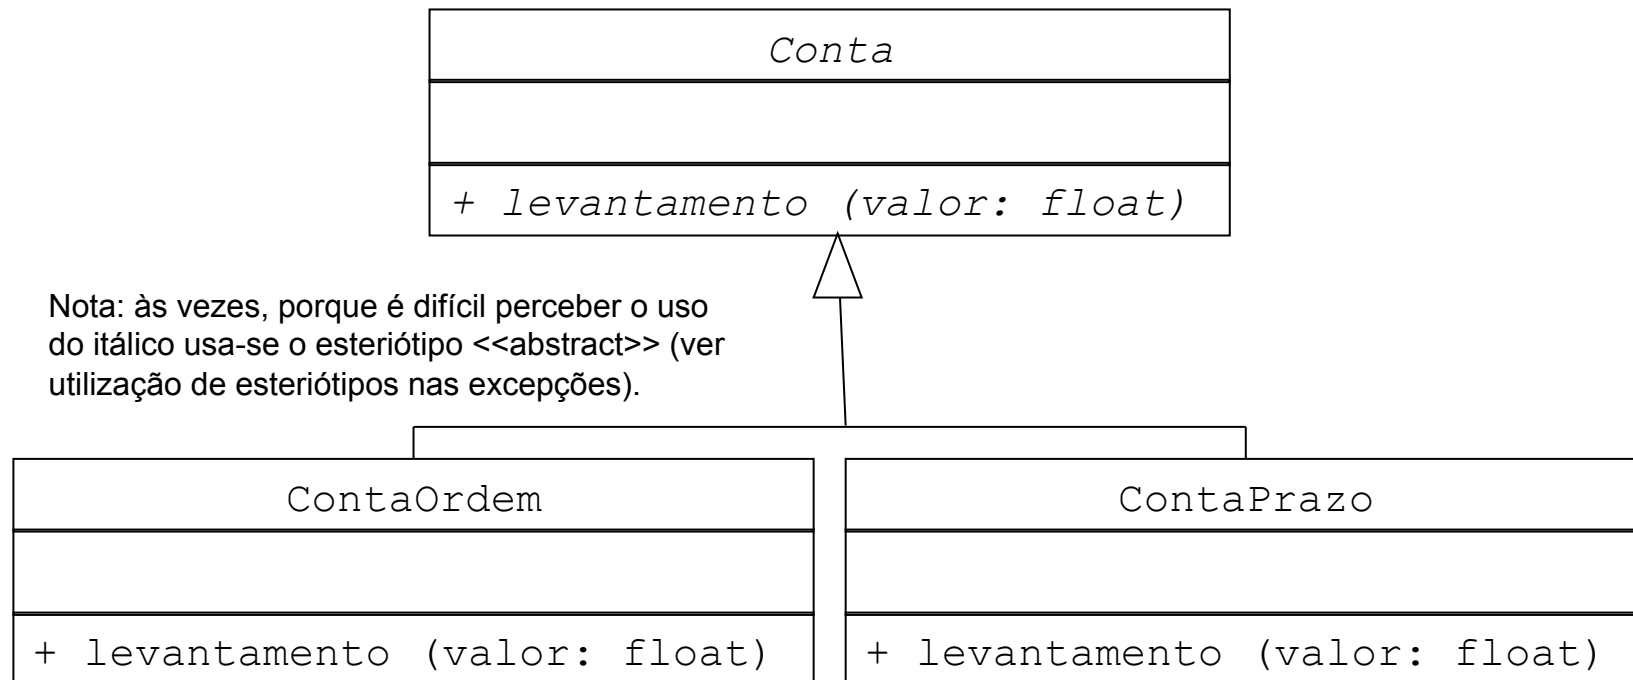 Conta
+ levantamento (valor: float)
Nota: às vezes, porque é difícil perceber o uso
do itálico usa-se o esteriótipo <<abstract>> (ver
utilização de esteriótipos nas excepções).
ContaOrdem
+ levantamento (valor: float)
ContaPrazo
+ levantamento (valor: float)